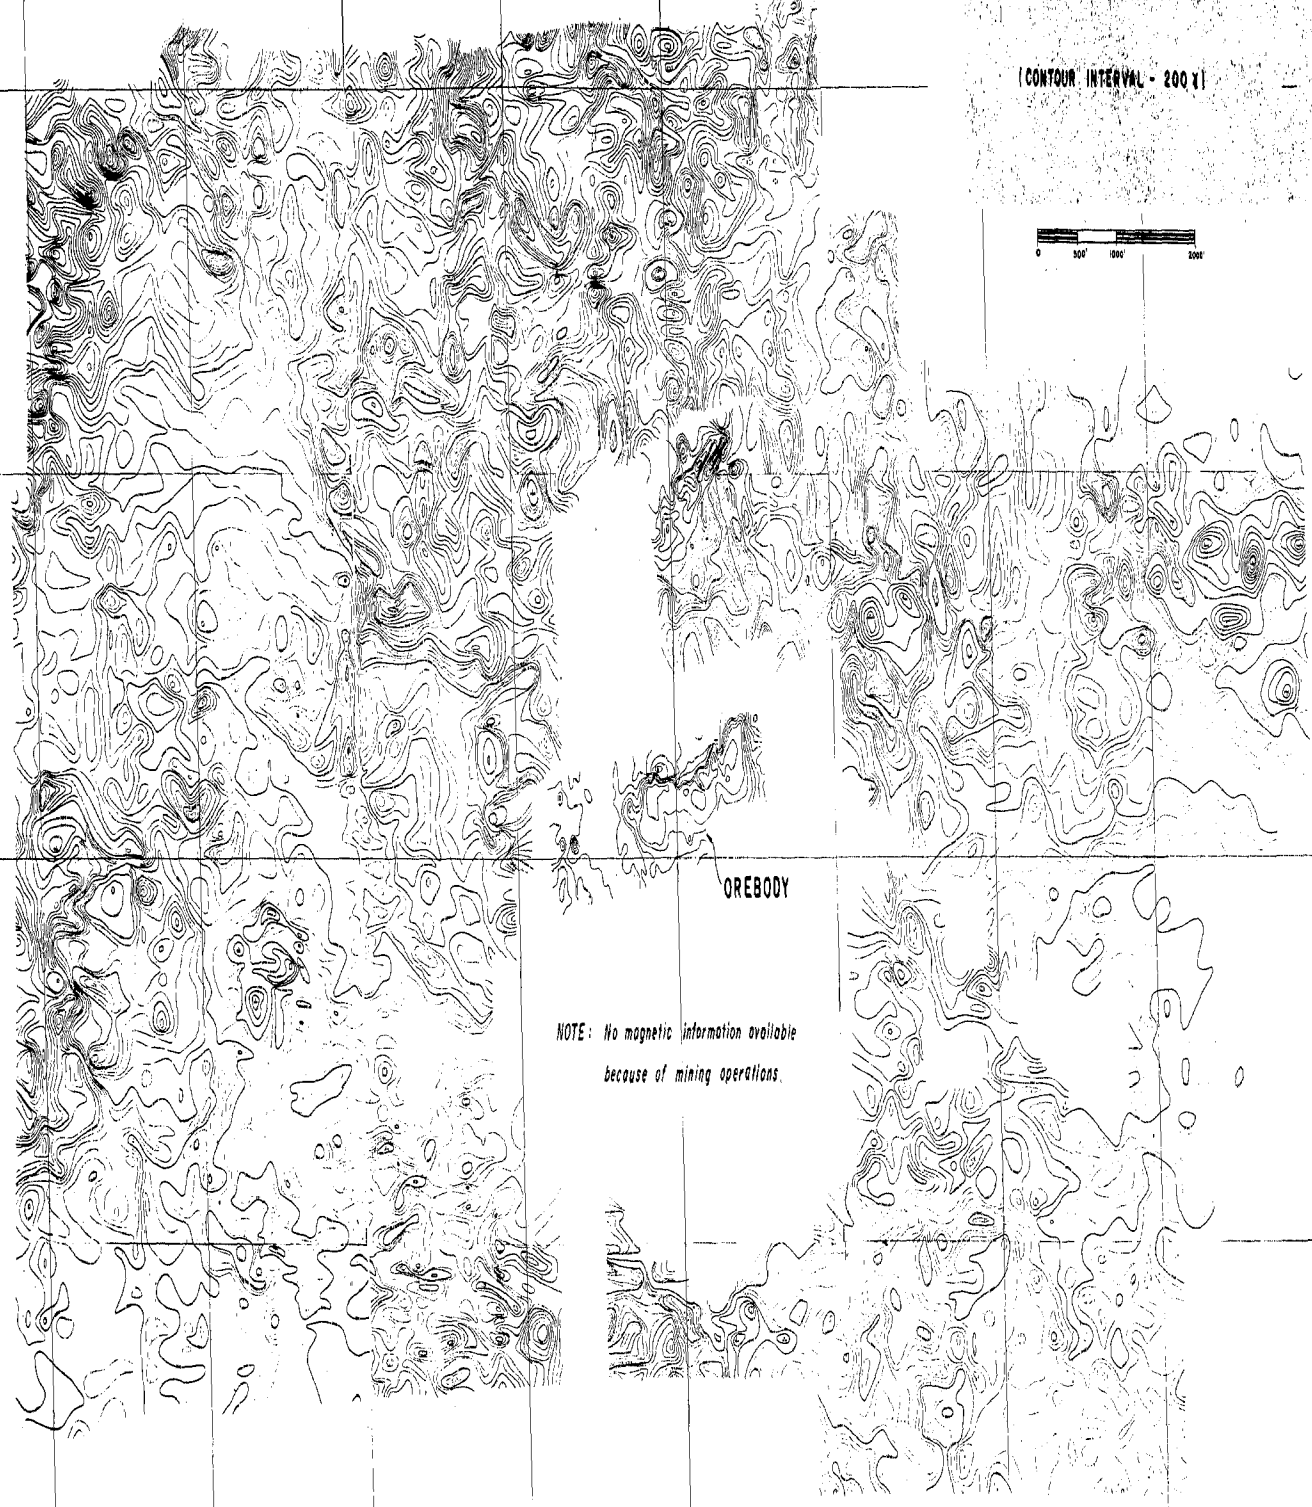 ( CONTOUR INTERVAL - 200 γ )
0 500' 1000' 2000'
OREBODY
NOTE: No magnetic information available
because of mining operations.